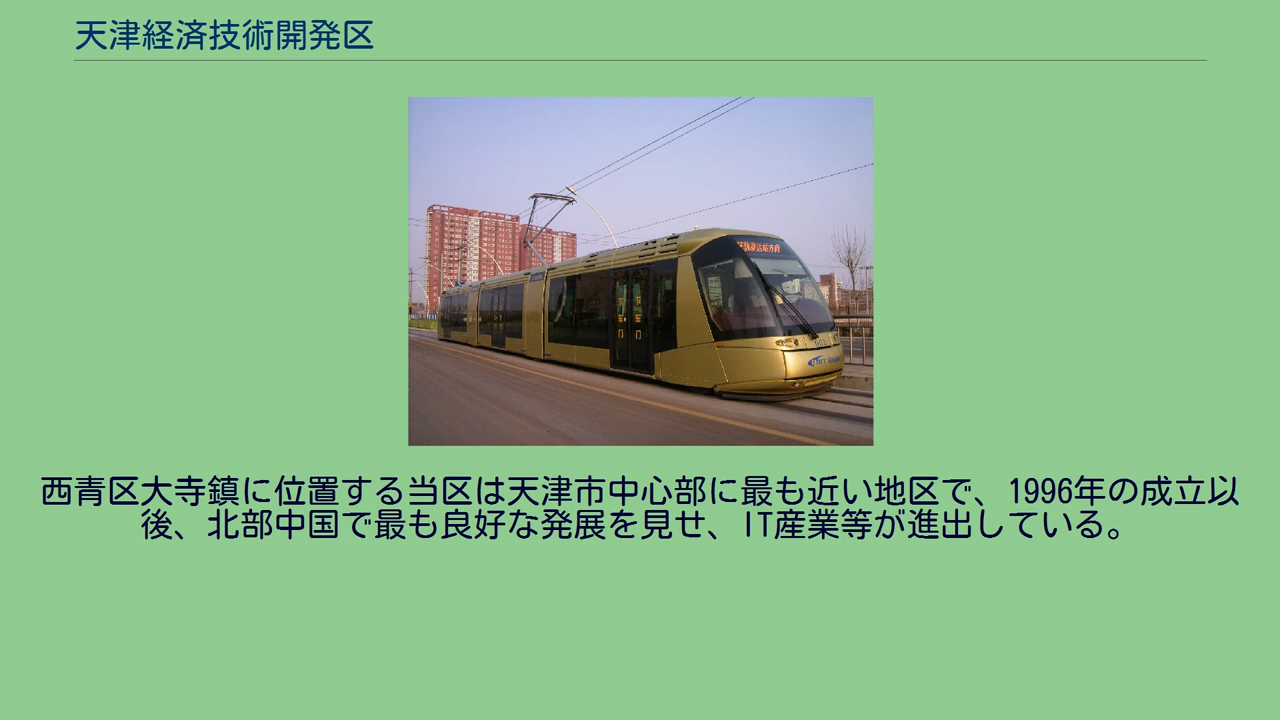 天津経済技術開発区
西青区大寺鎮に位置する当区は天津市中心部に最も近い地区で、1996年の成立以
後、北部中国で最も良好な発展を見せ、IT産業等が進出している。